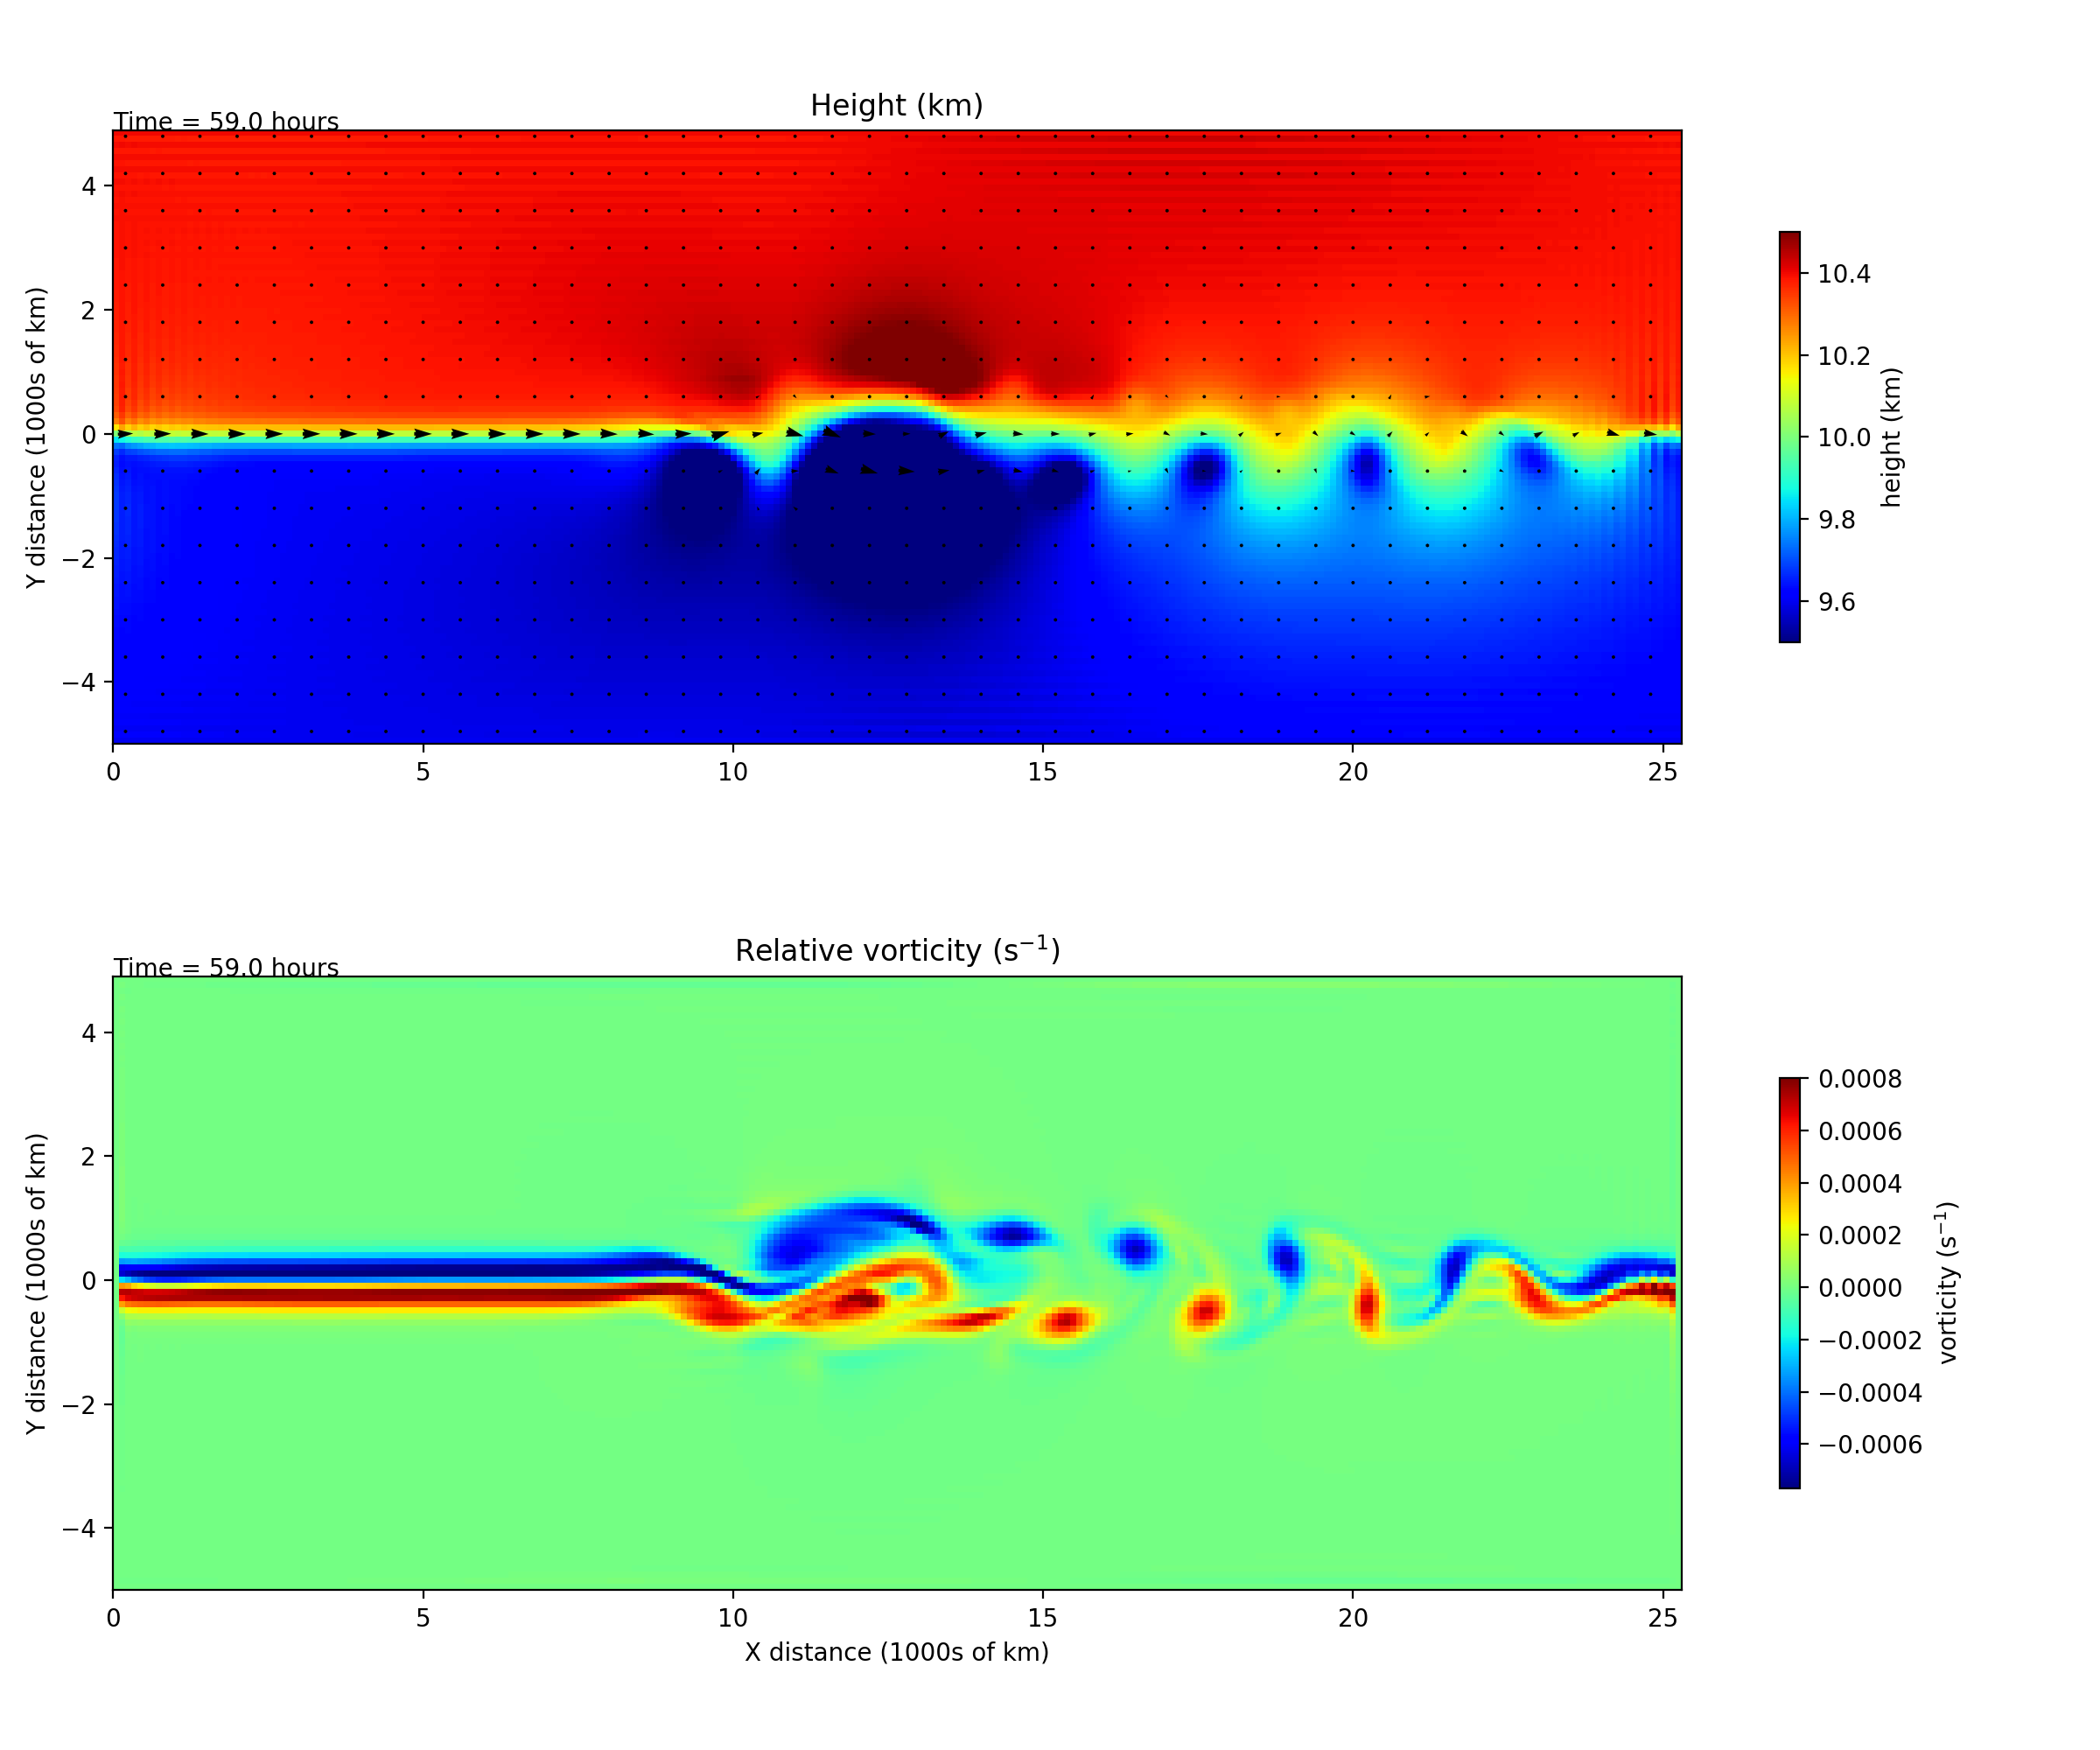 Height (km)
Time = 59.0 hours
4
2
0
−2
−4
Y distance (1000s of km)
0 5 10 15 20 25
10.4
10.2
10.0
9.8
9.6
height (km)
Relative vorticity (s⁻¹)
Time = 59.0 hours
4
2
0
−2
−4
Y distance (1000s of km)
0 5 10 15 20 25
X distance (1000s of km)
0.0008
0.0006
0.0004
0.0002
0.0000
−0.0002
−0.0004
−0.0006
vorticity (s⁻¹)